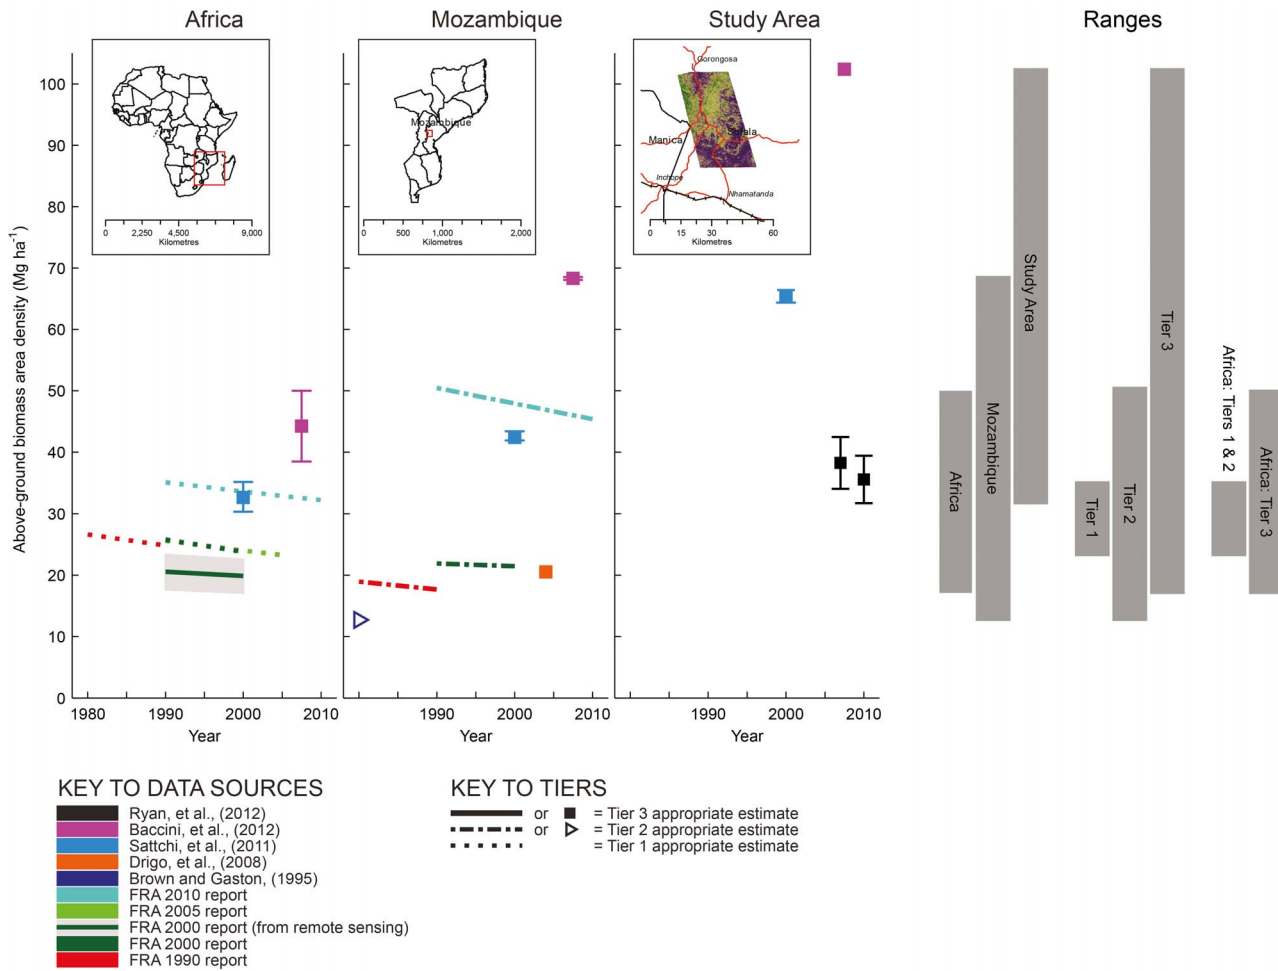 Africa
Mozambique
Study Area
Ranges
Above-ground biomass area density (Mg ha-1)
100
90
80
70
60
50
40
30
20
10
0
0 2,250 4,500 9,000
Kilometres
Mozambique
0 500 1,000 2,000
Kilometres
Gorongosa
Manica
Sofala
Inchope
Nhamatanda
0 15 30 60
Kilometres
1980 1990 2000 2010
Year
1990 2000 2010
Year
1990 2000 2010
Year
Africa
Mozambique
Study Area
Tier 1
Tier 2
Tier 3
Africa: Tiers 1 & 2
Africa: Tier 3
KEY TO DATA SOURCES
Ryan, et al., (2012)
Baccini, et al., (2012)
Sattchi, et al., (2011)
Drigo, et al., (2008)
Brown and Gaston, (1995)
FRA 2010 report
FRA 2005 report
FRA 2000 report (from remote sensing)
FRA 2000 report
FRA 1990 report
KEY TO TIERS
or = Tier 3 appropriate estimate
or = Tier 2 appropriate estimate
= Tier 1 appropriate estimate